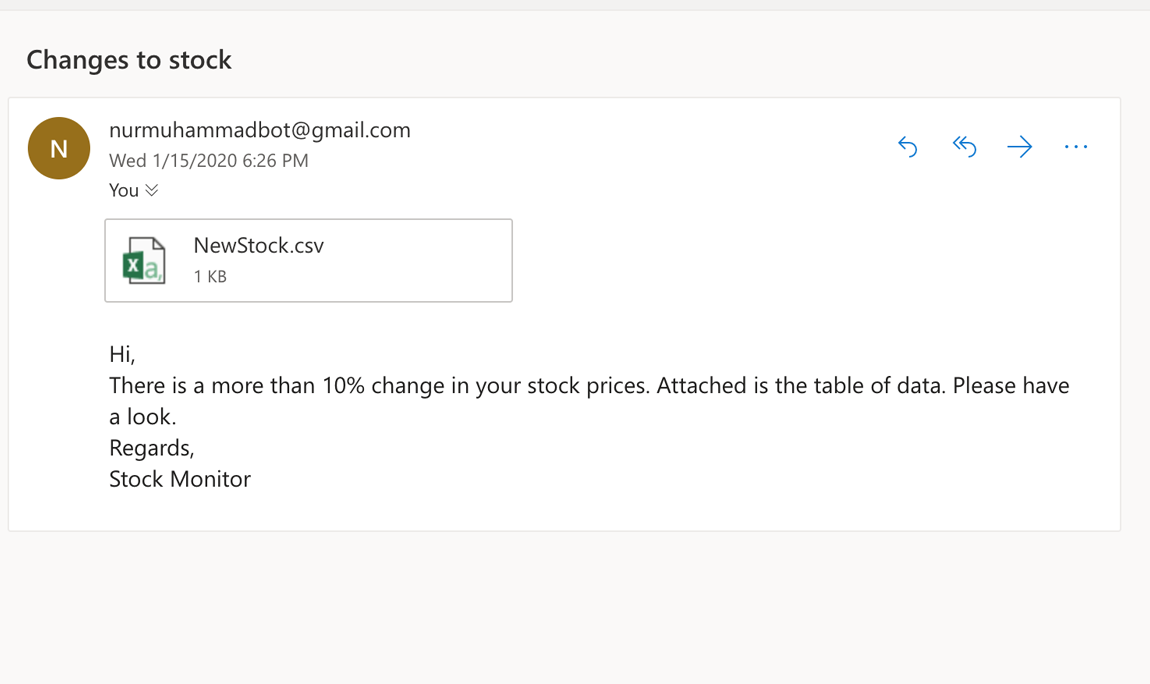 Changes to stock
N
nurmuhammadbot@gmail.com
Wed 1/15/2020 6:26 PM
You
NewStock.csv
1 KB
Hi,
There is a more than 10% change in your stock prices. Attached is the table of data. Please have
a look.
Regards,
Stock Monitor